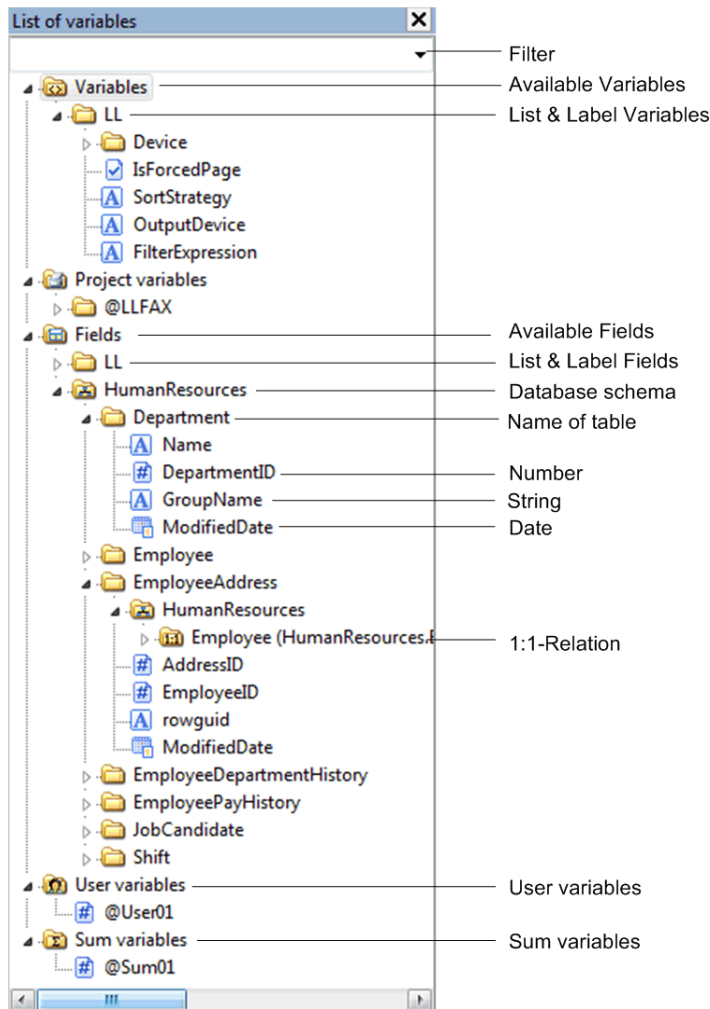 List of variables
Filter
Variables Available Variables
LL List & Label Variables
Device
IsForcedPage
SortStrategy
OutputDevice
FilterExpression
Project variables
@LLFAX
Fields Available Fields
LL List & Label Fields
HumanResources Database schema
Department Name of table
Name
DepartmentID Number
GroupName String
ModifiedDate Date
Employee
EmployeeAddress
HumanResources
1:1 Employee (HumanResources.E 1:1-Relation
AddressID
EmployeeID
rowguid
ModifiedDate
EmployeeDepartmentHistory
EmployeePayHistory
JobCandidate
Shift
User variables User variables
@User01
Sum variables Sum variables
@Sum01